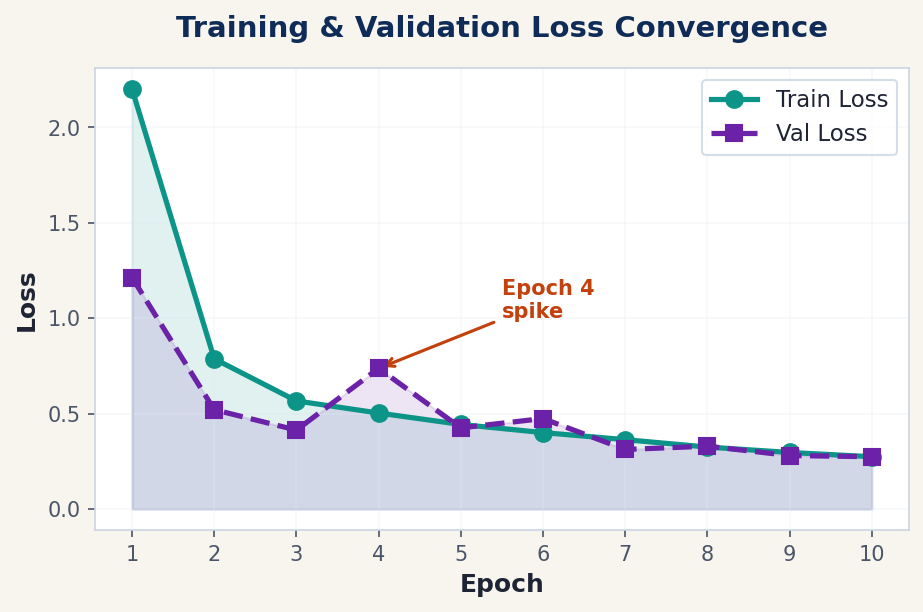 Training & Validation Loss Convergence
Train Loss
Val Loss
Epoch 4
spike
Loss
2.0
1.5
1.0
0.5
0.0
1 2 3 4 5 6 7 8 9 10
Epoch